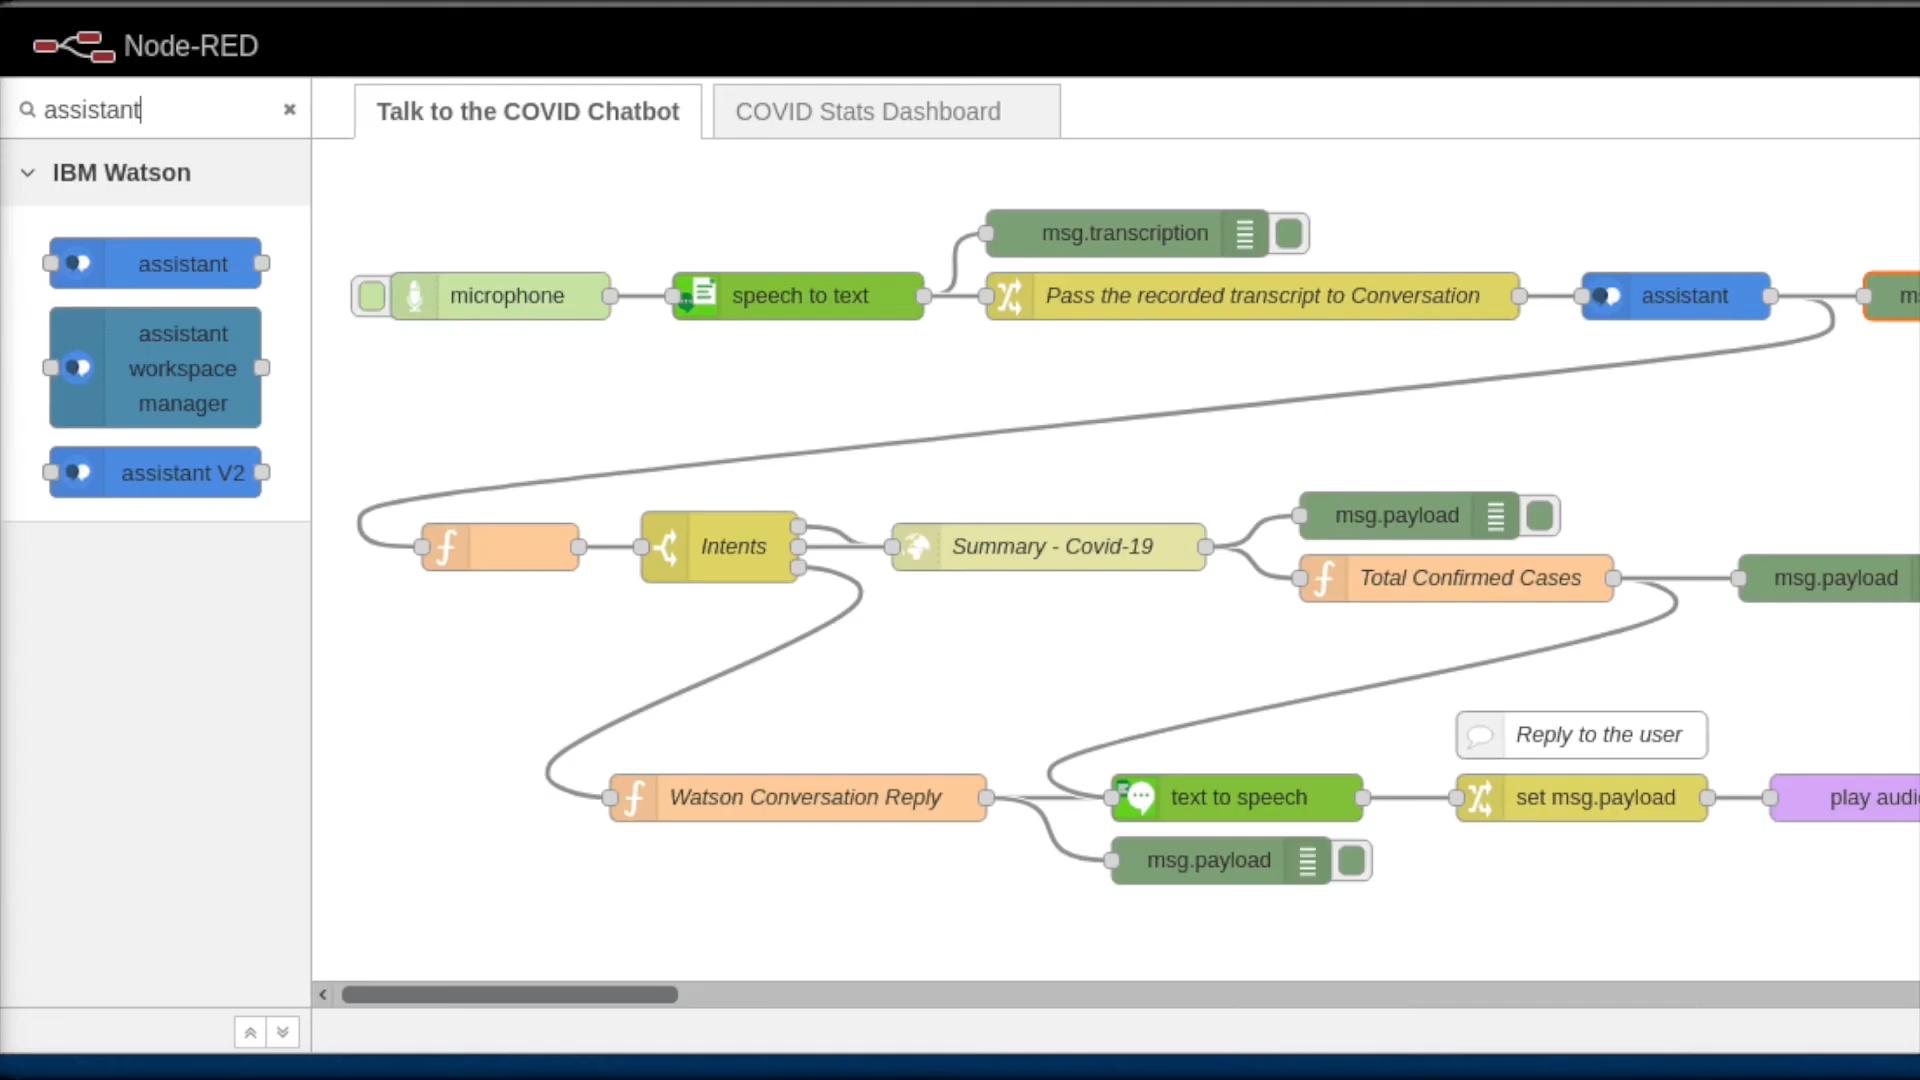 Node-RED
assistant
Talk to the COVID Chatbot
COVID Stats Dashboard
IBM Watson
assistant
assistant
workspace
manager
assistant V2
msg.transcription
microphone
speech to text
Pass the recorded transcript to Conversation
assistant
msg.payload
Intents
Summary - Covid-19
Total Confirmed Cases
msg.payload
Reply to the user
Watson Conversation Reply
text to speech
set msg.payload
play
msg.payload